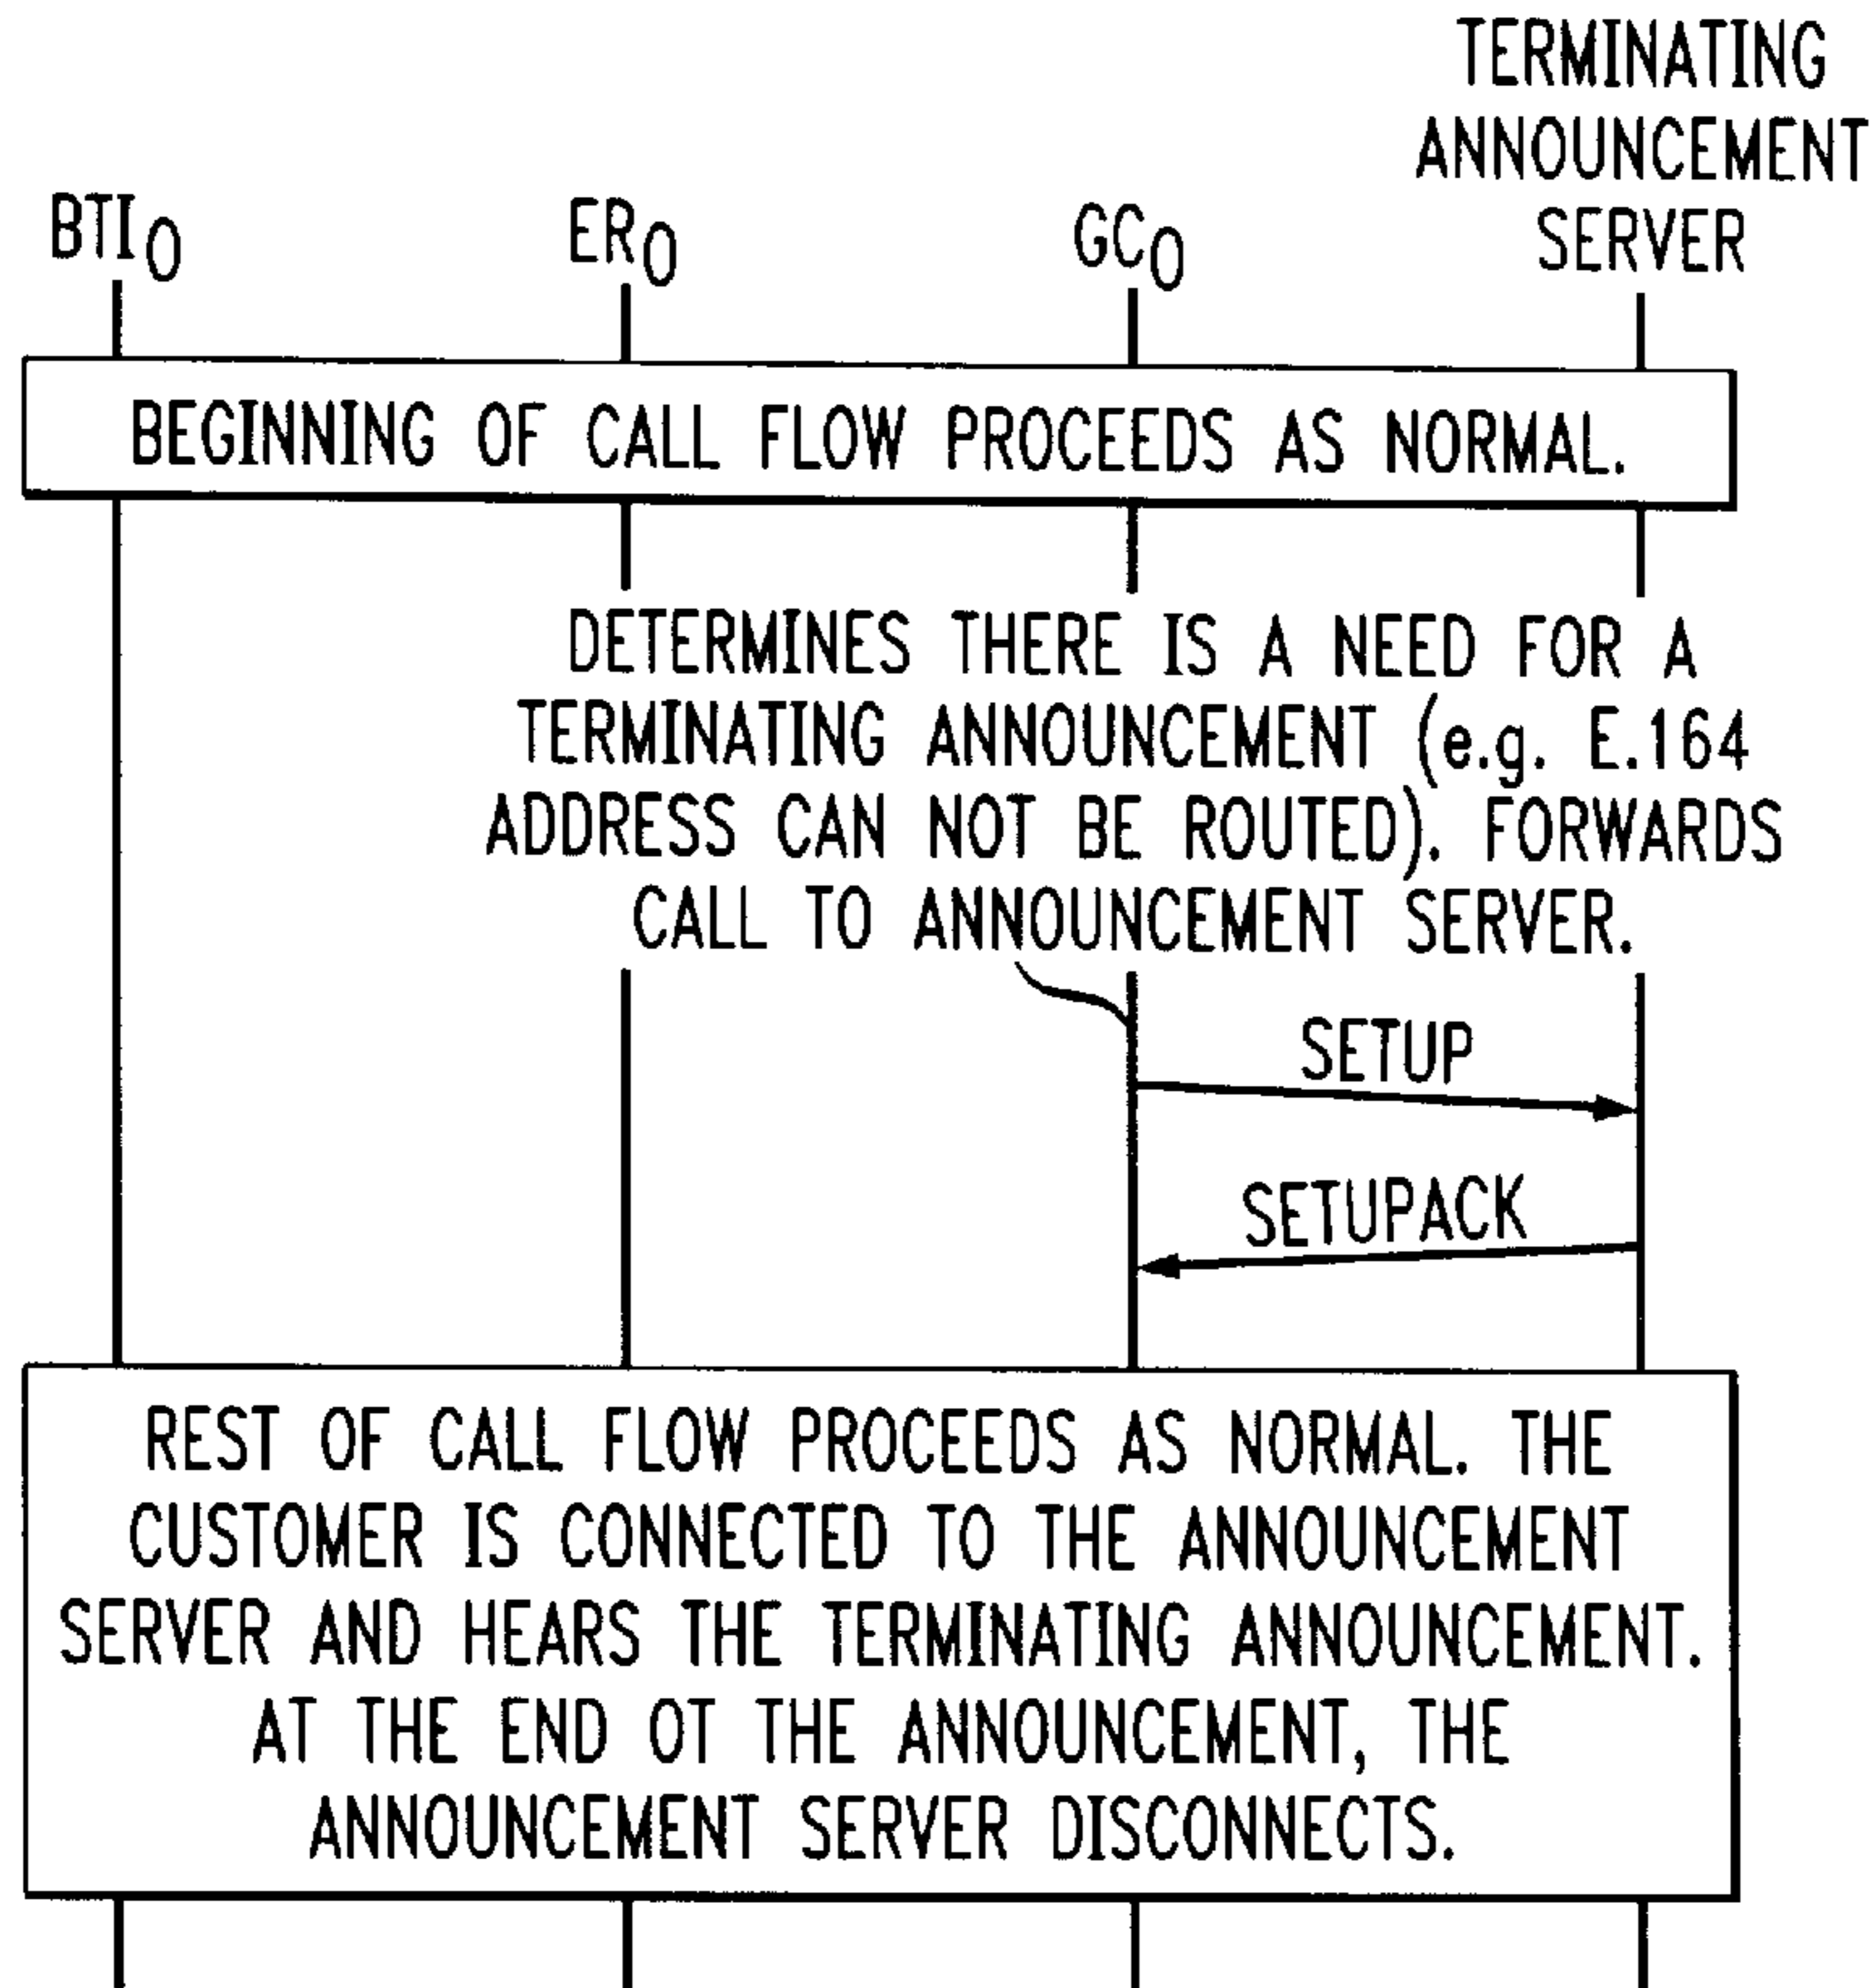 TERMINATING
ANNOUNCEMENT
SERVER
BTIO ERO GCO
BEGINNING OF CALL FLOW PROCEEDS AS NORMAL.
DETERMINES THERE IS A NEED FOR A
TERMINATING ANNOUNCEMENT (e.g. E.164
ADDRESS CAN NOT BE ROUTED). FORWARDS
CALL TO ANNOUNCEMENT SERVER.
SETUP
SETUPACK
REST OF CALL FLOW PROCEEDS AS NORMAL. THE
CUSTOMER IS CONNECTED TO THE ANNOUNCEMENT
SERVER AND HEARS THE TERMINATING ANNOUNCEMENT.
AT THE END OT THE ANNOUNCEMENT, THE
ANNOUNCEMENT SERVER DISCONNECTS.